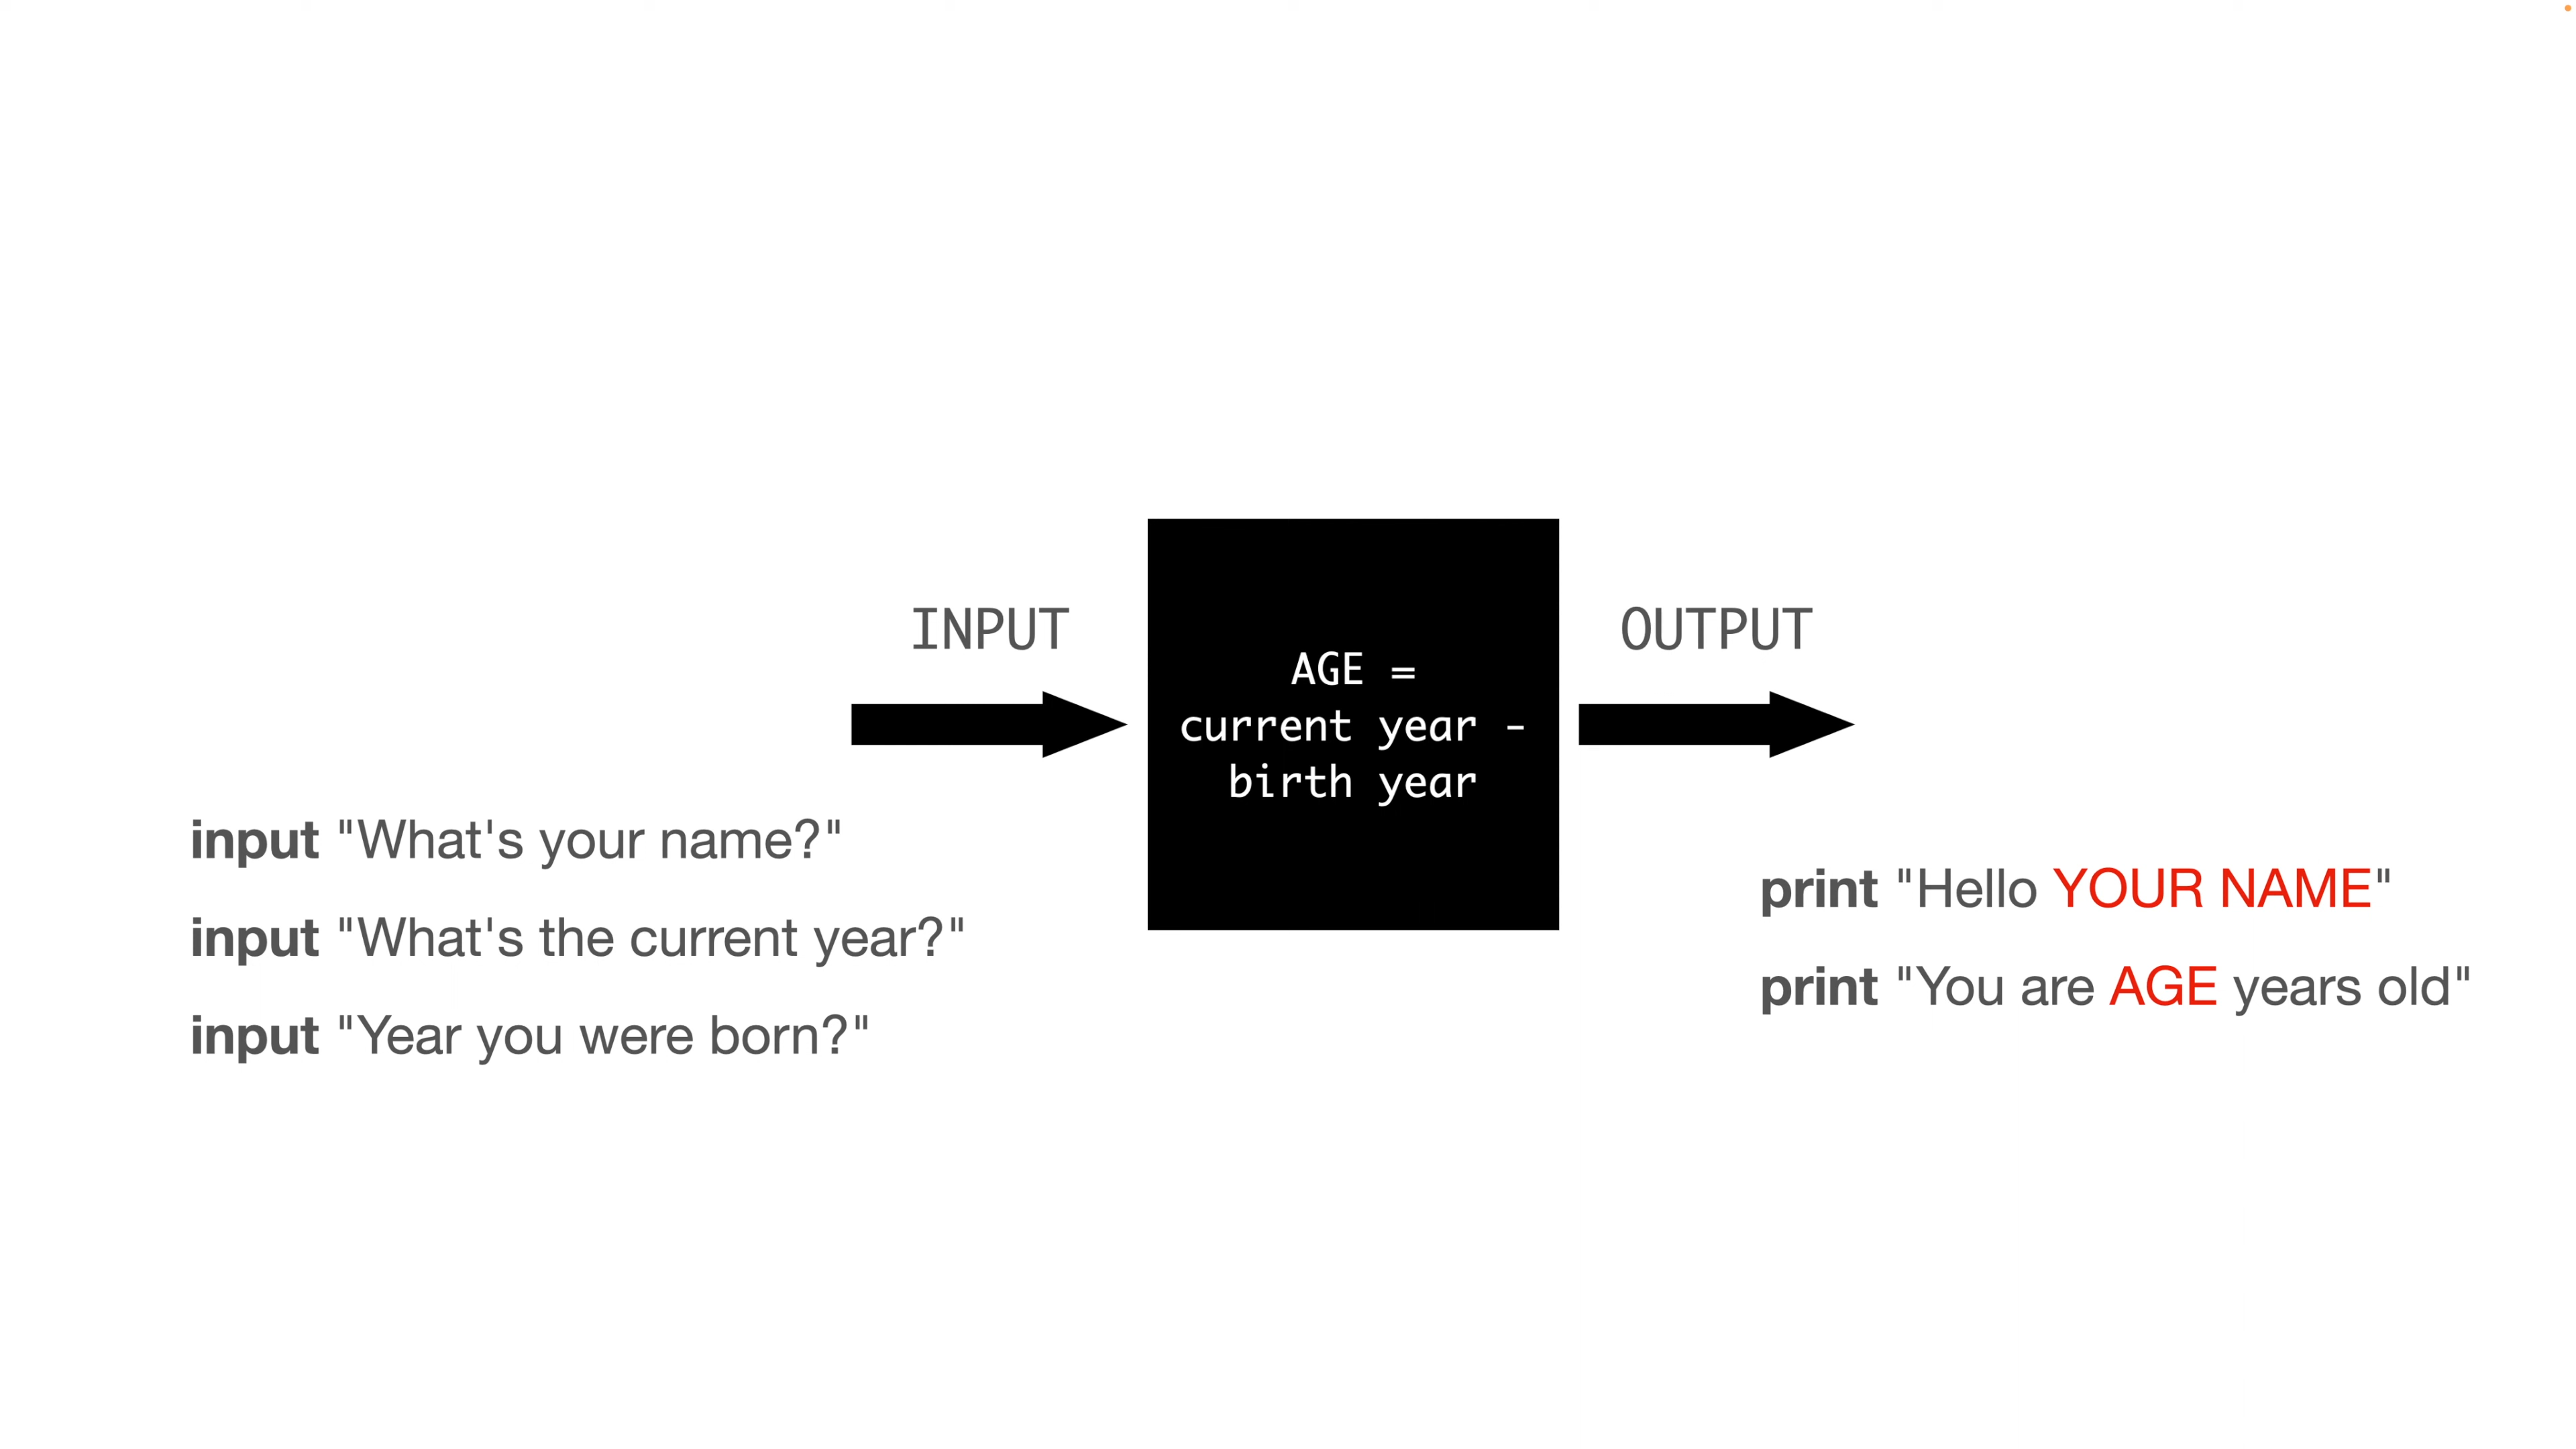 INPUT
OUTPUT
AGE =
current year -
birth year
input "What's your name?"
input "What's the current year?"
input "Year you were born?"
print "Hello YOUR NAME"
print "You are AGE years old"